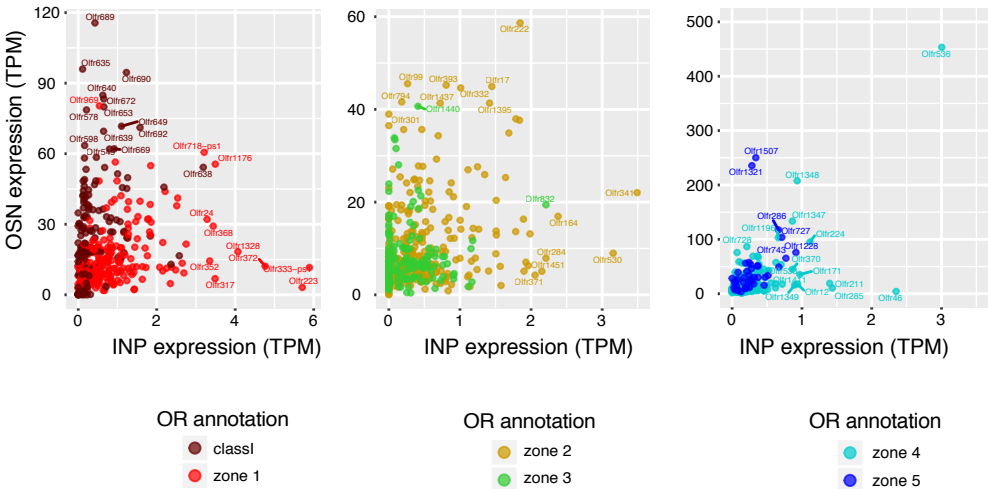 OSN expression (TPM)
120
90
60
30
0
0
2
4
6
INP expression (TPM)
Olfr689
Olfr635
Olfr690
Olfr640
Olfr969
Olfr672
Olfr578
Olfr653
Olfr649
Olfr692
Olfr598
Olfr639
Olfr669
Olfr718-ps1
Olfr1176
Olfr638
Olfr24
Olfr368
Olfr1328
Olfr372
Olfr352
Olfr333-ps1
Olfr317
Olfr223
60
40
20
0
0
1
2
3
INP expression (TPM)
Olfr222
Olfr99
Olfr393
Olfr17
Olfr332
Olfr794
Olfr1437
Olfr1440
Olfr1395
Olfr301
Olfr341
Olfr832
Olfr164
Olfr284
Olfr530
Olfr1451
Olfr371
500
400
300
200
100
0
0
1
2
3
INP expression (TPM)
Olfr536
Olfr1507
Olfr1321
Olfr1348
Olfr286
Olfr1347
Olfr727
Olfr224
Olfr728
Olfr743
Olfr1228
Olfr370
Olfr171
Olfr211
Olfr1349
Olfr12
Olfr265
Olfr46
OR annotation
classI
zone 1
OR annotation
zone 2
zone 3
OR annotation
zone 4
zone 5